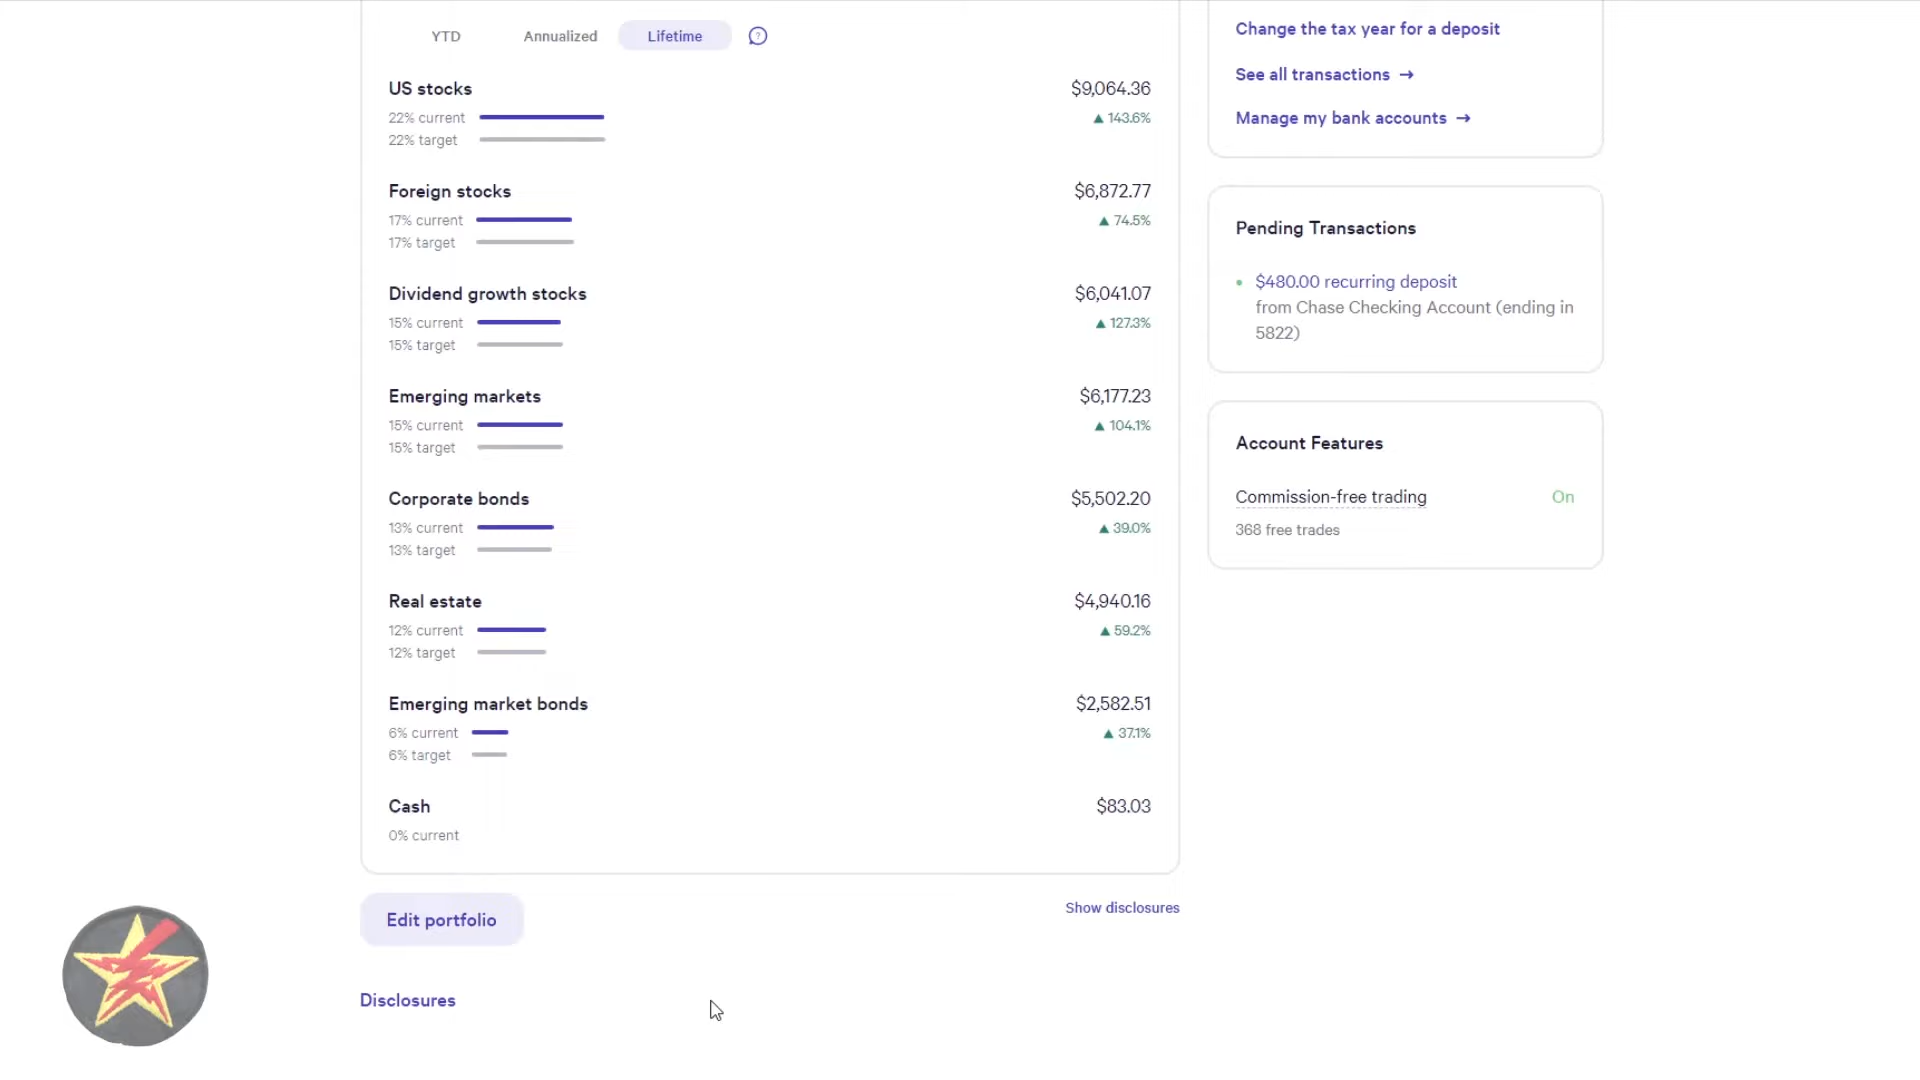 YTD Annualized Lifetime ?
US stocks $9,064.36
22% current ▲ 143.6%
22% target
Foreign stocks $6,872.77
17% current ▲ 74.5%
17% target
Dividend growth stocks $6,041.07
15% current ▲ 127.3%
15% target
Emerging markets $6,177.23
15% current ▲ 104.1%
15% target
Corporate bonds $5,502.20
13% current ▲ 39.0%
13% target
Real estate $4,940.16
12% current ▲ 59.2%
12% target
Emerging market bonds $2,582.51
6% current ▲ 37.1%
6% target
Cash $83.03
0% current
Edit portfolio
Show disclosures
Disclosures
Change the tax year for a deposit
See all transactions →
Manage my bank accounts →
Pending Transactions
• $480.00 recurring deposit
from Chase Checking Account (ending in
5822)
Account Features
Commission-free trading On
368 free trades